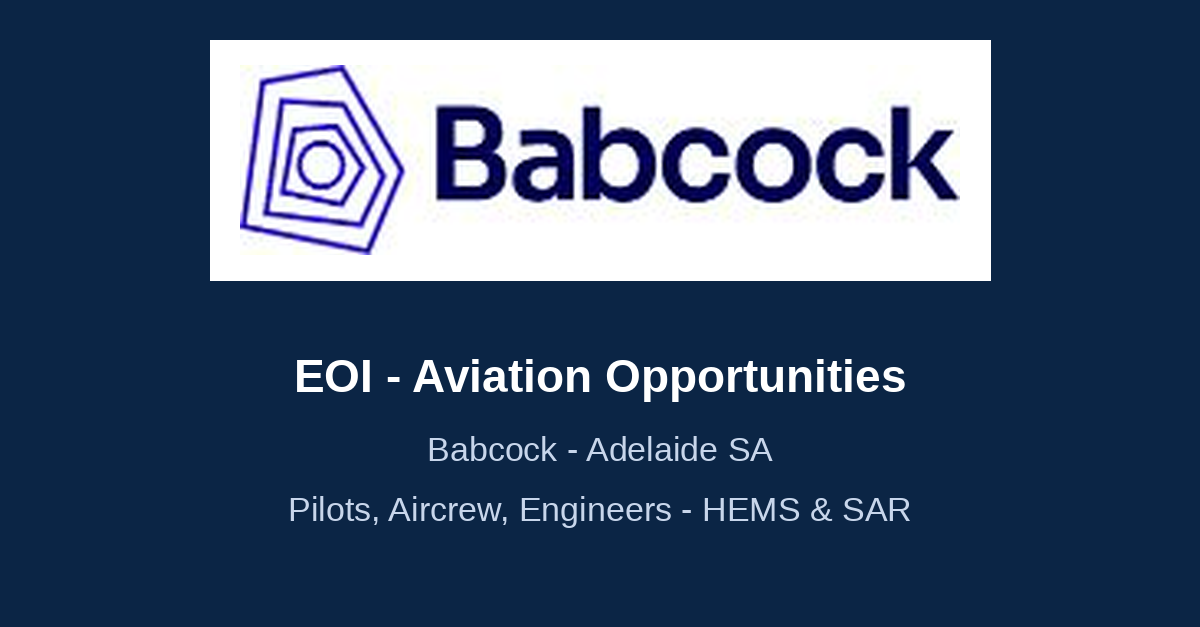 Babcock
EOI - Aviation Opportunities
Babcock - Adelaide SA
Pilots, Aircrew, Engineers - HEMS & SAR